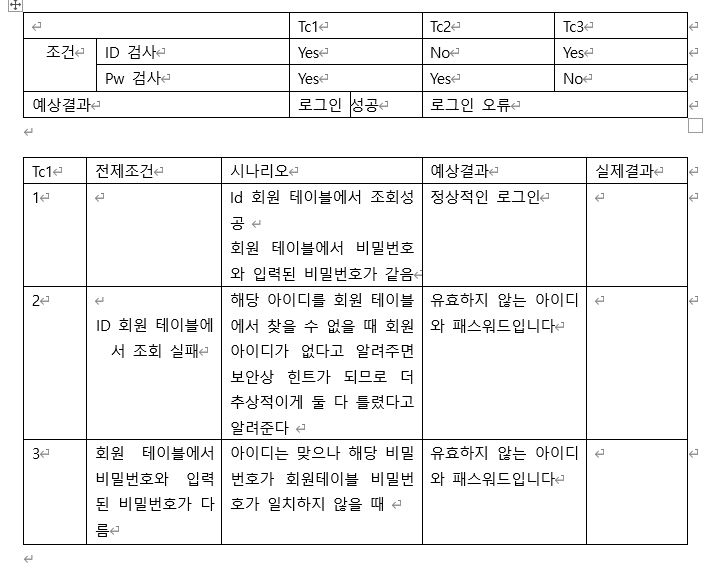 Tc1 Tc2 Tc3
조건 ID 검사 Yes No Yes
Pw 검사 Yes Yes No
예상결과 로그인 성공 로그인 오류
Tc1 전제조건 시나리오 예상결과 실제결과
1
Id 회원 테이블에서 조회성
공
회원 테이블에서 비밀번호
와 입력된 비밀번호가 같음
정상적인 로그인
2
ID 회원 테이블에
서 조회 실패
해당 아이디를 회원 테이블
에서 찾을 수 없을 때 회원
아이디가 없다고 알려주면
보안상 힌트가 되므로 더
추상적이게 둘 다 틀렸다고
알려준다
유효하지 않는 아이디
와 패스워드입니다
3
회원 테이블에서
비밀번호와 입력
된 비밀번호가 다
름
아이디는 맞으나 해당 비밀
번호가 회원테이블 비밀번
호가 일치하지 않을 때
유효하지 않는 아이디
와 패스워드입니다